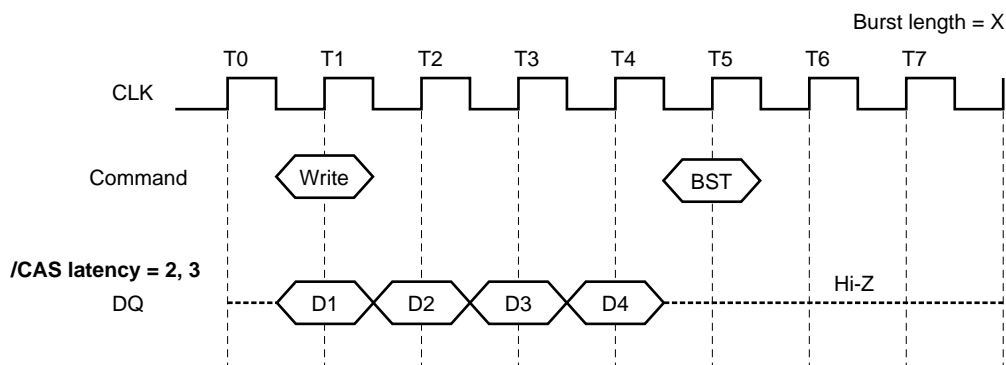 Burst length = X
T0 T1 T2 T3 T4 T5 T6 T7
CLK
Command Write BST
/CAS latency = 2, 3
Hi-Z
DQ D1 D2 D3 D4